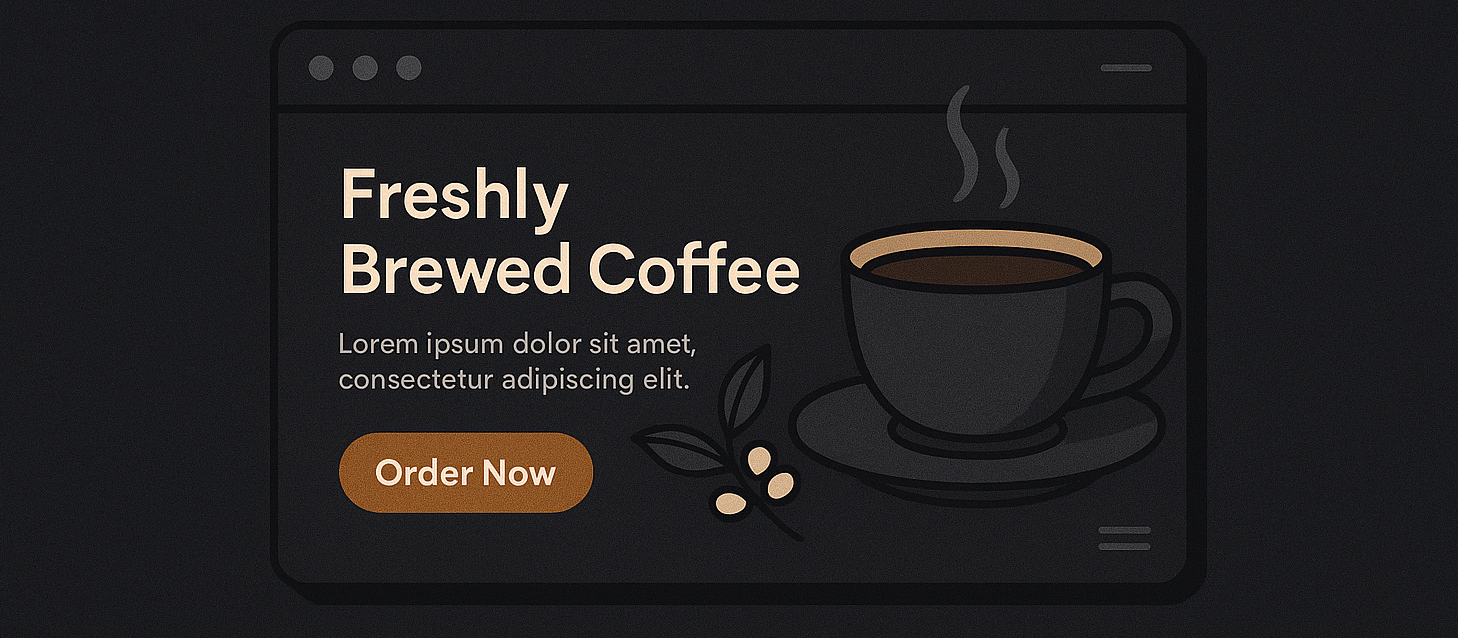 Freshly
Brewed Coffee
Lorem ipsum dolor sit amet,
consectetur adipiscing elit.
Order Now